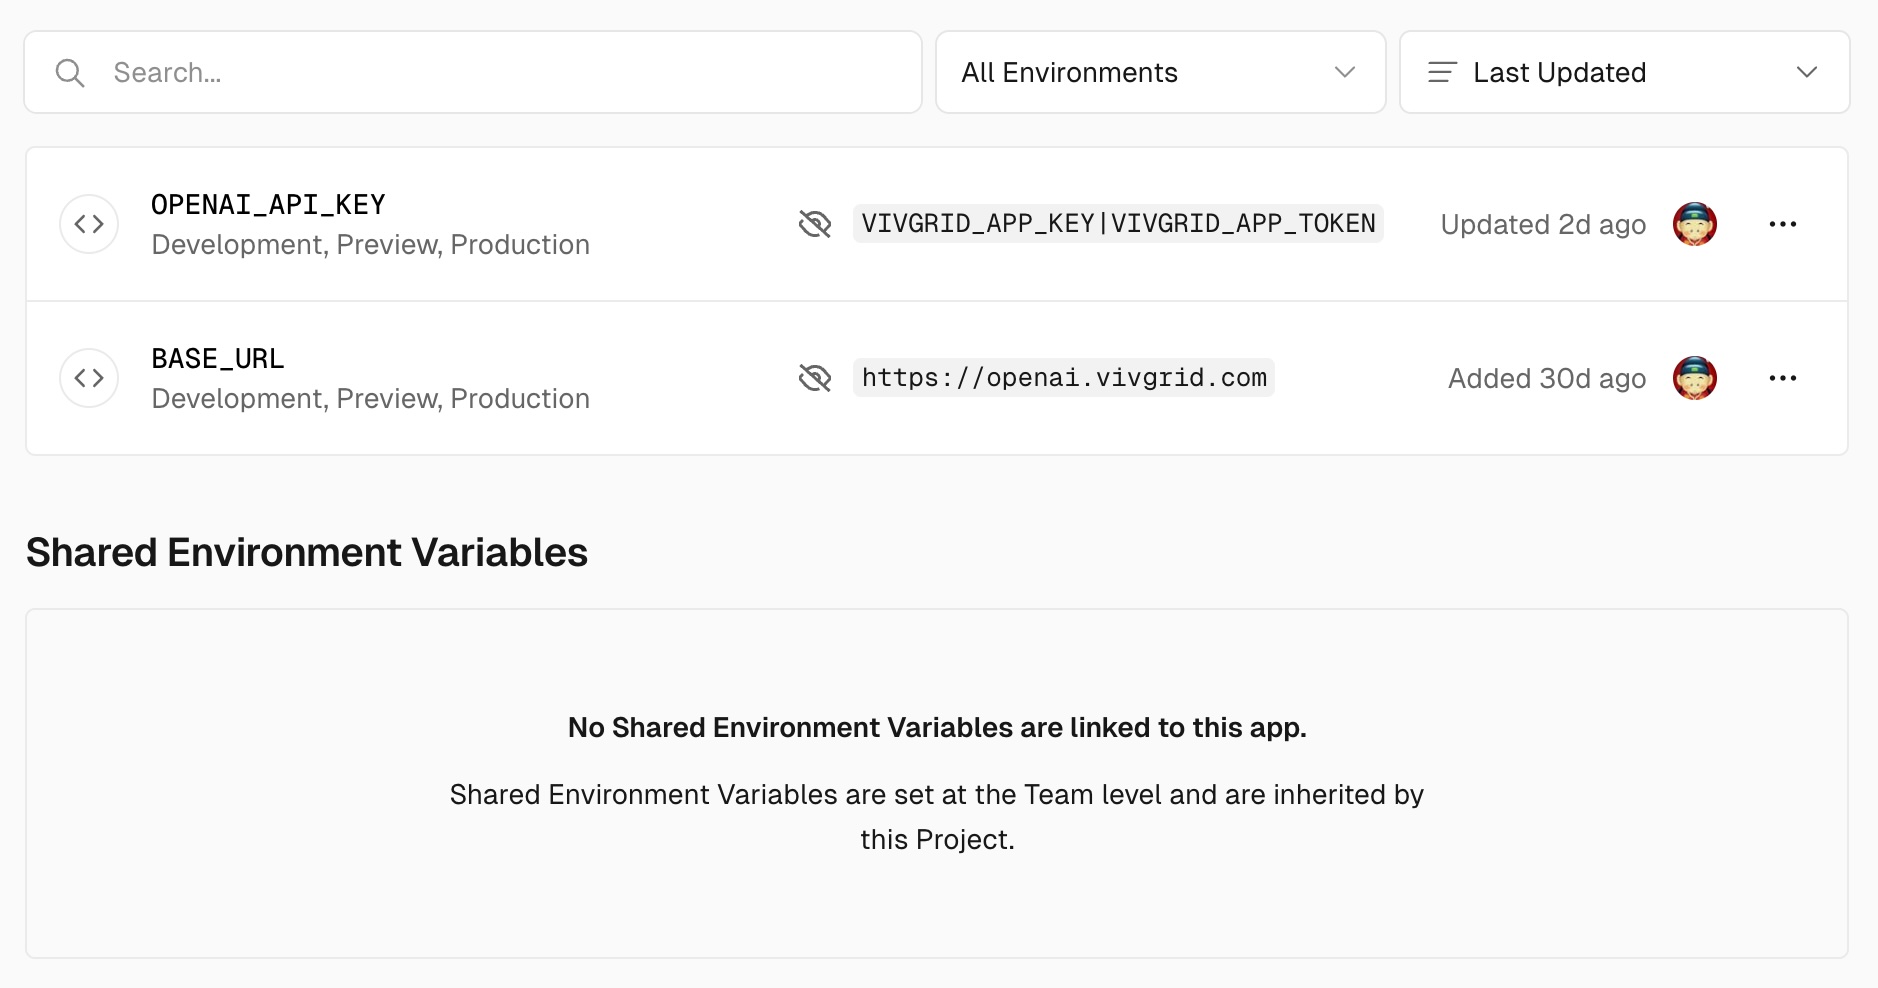 Search...
All Environments
Last Updated
OPENAI_API_KEY
Development, Preview, Production
VIVGRID_APP_KEY|VIVGRID_APP_TOKEN
Updated 2d ago
BASE_URL
Development, Preview, Production
https://openai.vivgrid.com
Added 30d ago
Shared Environment Variables
No Shared Environment Variables are linked to this app.
Shared Environment Variables are set at the Team level and are inherited by
this Project.